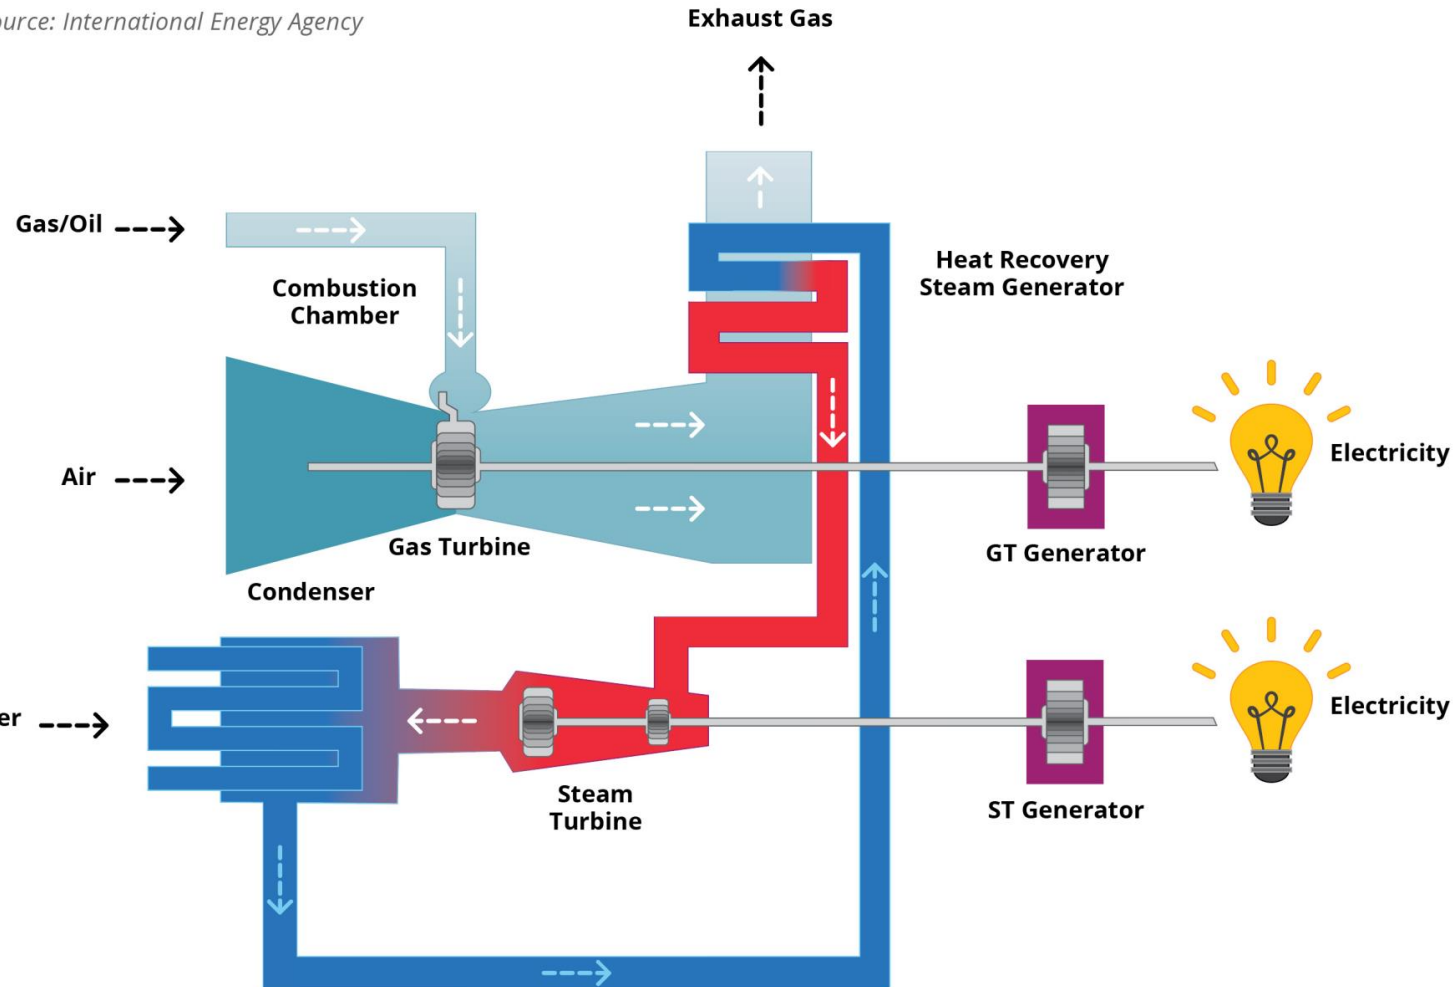 ource: International Energy Agency
Exhaust Gas
Gas/Oil
Combustion
Chamber
Heat Recovery
Steam Generator
Air
Gas Turbine
Electricity
GT Generator
Condenser
er
Electricity
Steam
Turbine
ST Generator